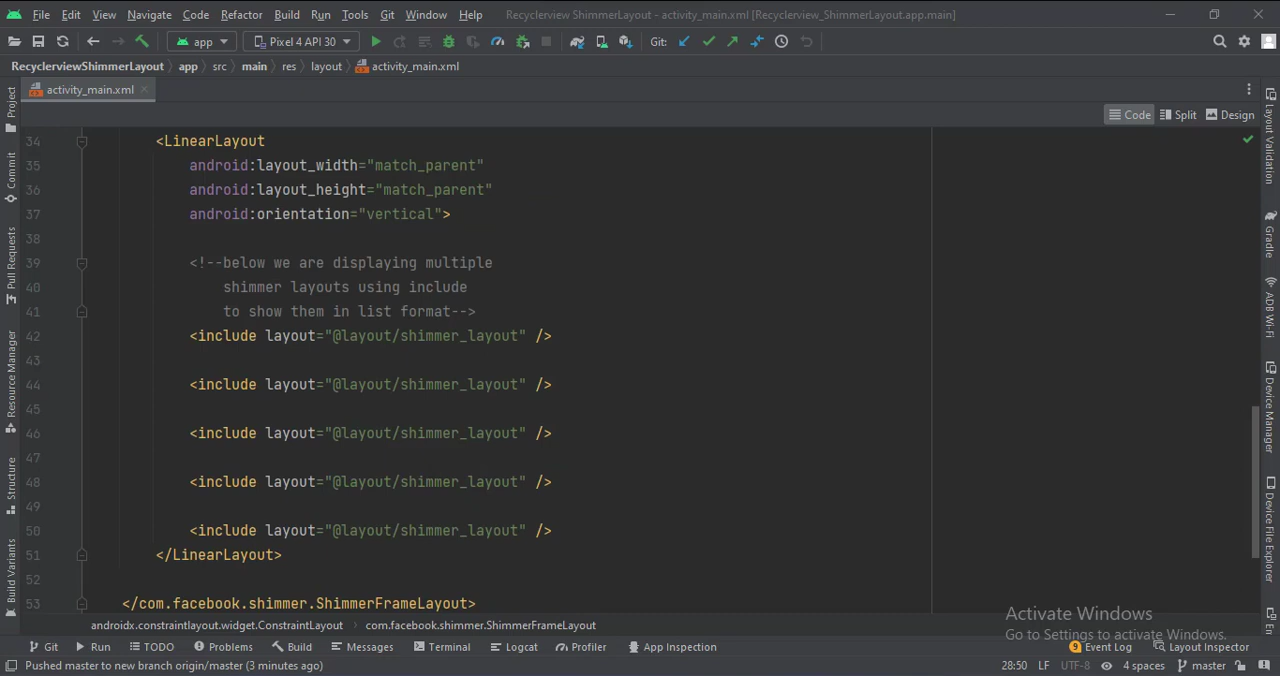 File Edit View Navigate Code Refactor Build Run Tools Git Window Help Recyclerview ShimmerLayout - activity_main.xml [Recyclerview_ShimmerLayout.app.main]
app Pixel 4 API 30 Git:
RecyclerviewShimmerLayout app src main res layout activity_main.xml
activity_main.xml
Code Split Design
34 <LinearLayout
35 android:layout_width="match_parent"
36 android:layout_height="match_parent"
37 android:orientation="vertical">
38
39 <!--below we are displaying multiple
40 shimmer layouts using include
41 to show them in list format-->
42 <include layout="@layout/shimmer_layout" />
43
44 <include layout="@layout/shimmer_layout" />
45
46 <include layout="@layout/shimmer_layout" />
47
48 <include layout="@layout/shimmer_layout" />
49
50 <include layout="@layout/shimmer_layout" />
51 </LinearLayout>
52
53 </com.facebook.shimmer.ShimmerFrameLayout>
Project
Commit
Pull Requests
Resource Manager
Structure
Build Variants
Layout Validation
Gradle
ADB Wi-Fi
Device Manager
Device File Explorer
Activate Windows
Go to Settings to activate Windows.
androidx.constraintlayout.widget.ConstraintLayout com.facebook.shimmer.ShimmerFrameLayout
Git Run TODO Problems Build Messages Terminal Logcat Profiler App Inspection 9 Event Log Layout Inspector
Pushed master to new branch origin/master (3 minutes ago) 28:50 LF UTF-8 4 spaces master